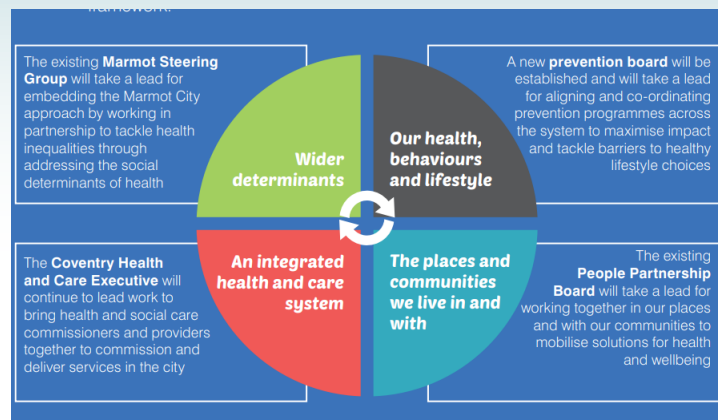 framework.
The existing Marmot Steering
Group will take a lead for
embedding the Marmot City
approach by working in
partnership to tackle health
inequalities through
addressing the social
determinants of health
Wider
determinants
Our health,
behaviours
and lifestyle
A new prevention board will be
established and will take a lead
for aligning and co-ordinating
prevention programmes across
the system to maximise impact
and tackle barriers to healthy
lifestyle choices
The Coventry Health
and Care Executive will
continue to lead work to
bring health and social care
commissioners and providers
together to commission and
deliver services in the city
An integrated
health and care
system
The places and
communities
we live in and
with
The existing
People Partnership
Board will take a lead for
working together in our places
and with our communities to
mobilise solutions for health
and wellbeing